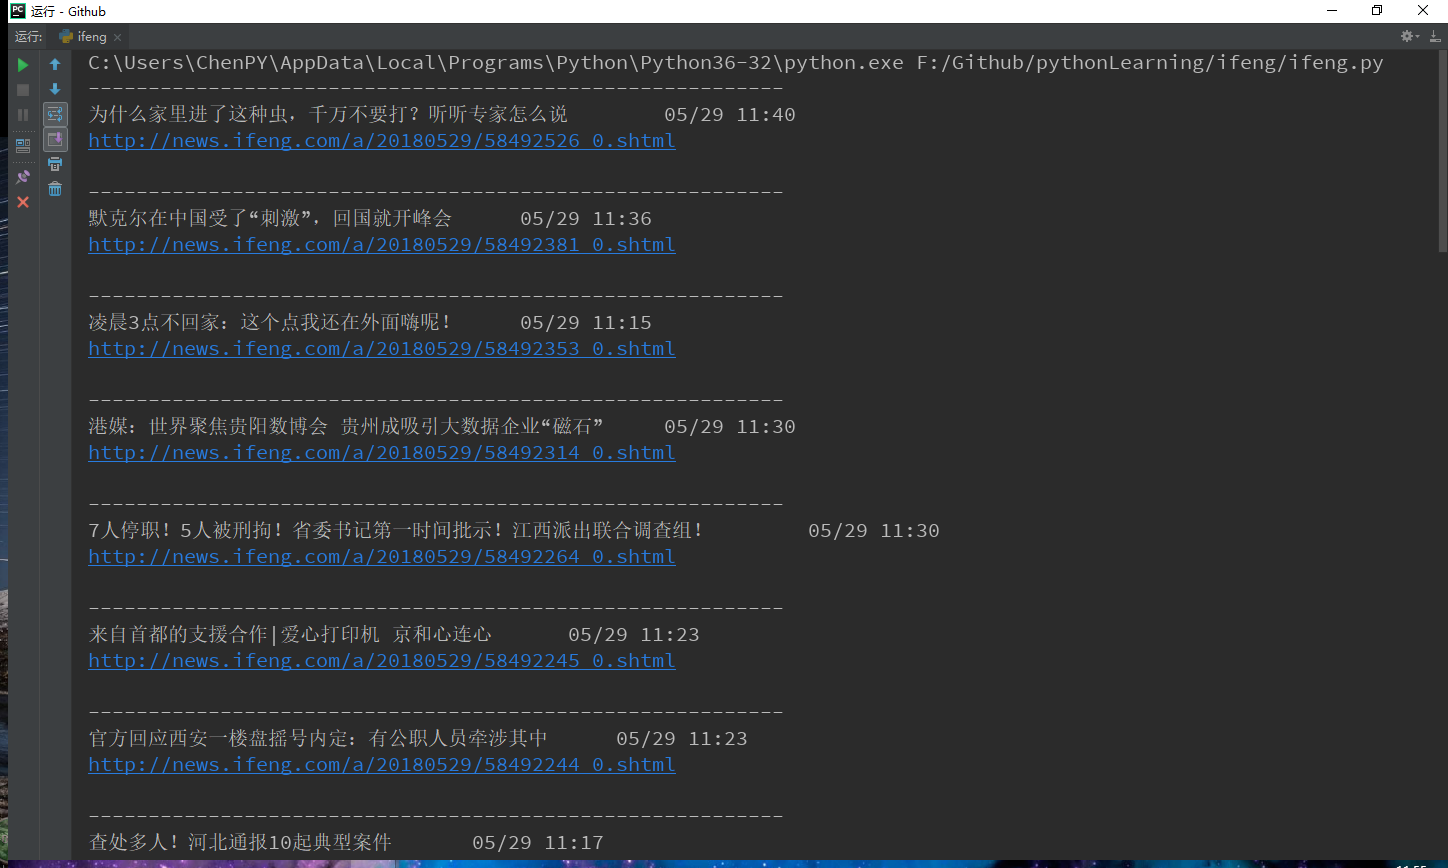 PC 运行 - Github
运行: ifeng
C:\Users\ChenPY\AppData\Local\Programs\Python\Python36-32\python.exe F:/Github/pythonLearning/ifeng/ifeng.py
----------------------------------------------------------
为什么家里进了这种虫，千万不要打？听听专家怎么说 05/29 11:40
http://news.ifeng.com/a/20180529/58492526_0.shtml
----------------------------------------------------------
默克尔在中国受了“刺激”，回国就开峰会 05/29 11:36
http://news.ifeng.com/a/20180529/58492381_0.shtml
----------------------------------------------------------
凌晨3点不回家：这个点我还在外面嗨呢！ 05/29 11:15
http://news.ifeng.com/a/20180529/58492353_0.shtml
----------------------------------------------------------
港媒：世界聚焦贵阳数博会 贵州成吸引大数据企业“磁石” 05/29 11:30
http://news.ifeng.com/a/20180529/58492314_0.shtml
----------------------------------------------------------
7人停职！5人被刑拘！省委书记第一时间批示！江西派出联合调查组！ 05/29 11:30
http://news.ifeng.com/a/20180529/58492264_0.shtml
----------------------------------------------------------
来自首都的支援合作|爱心打印机 京和心连心 05/29 11:23
http://news.ifeng.com/a/20180529/58492245_0.shtml
----------------------------------------------------------
官方回应西安一楼盘摇号内定：有公职人员牵涉其中 05/29 11:23
http://news.ifeng.com/a/20180529/58492244_0.shtml
----------------------------------------------------------
查处多人！河北通报10起典型案件 05/29 11:17